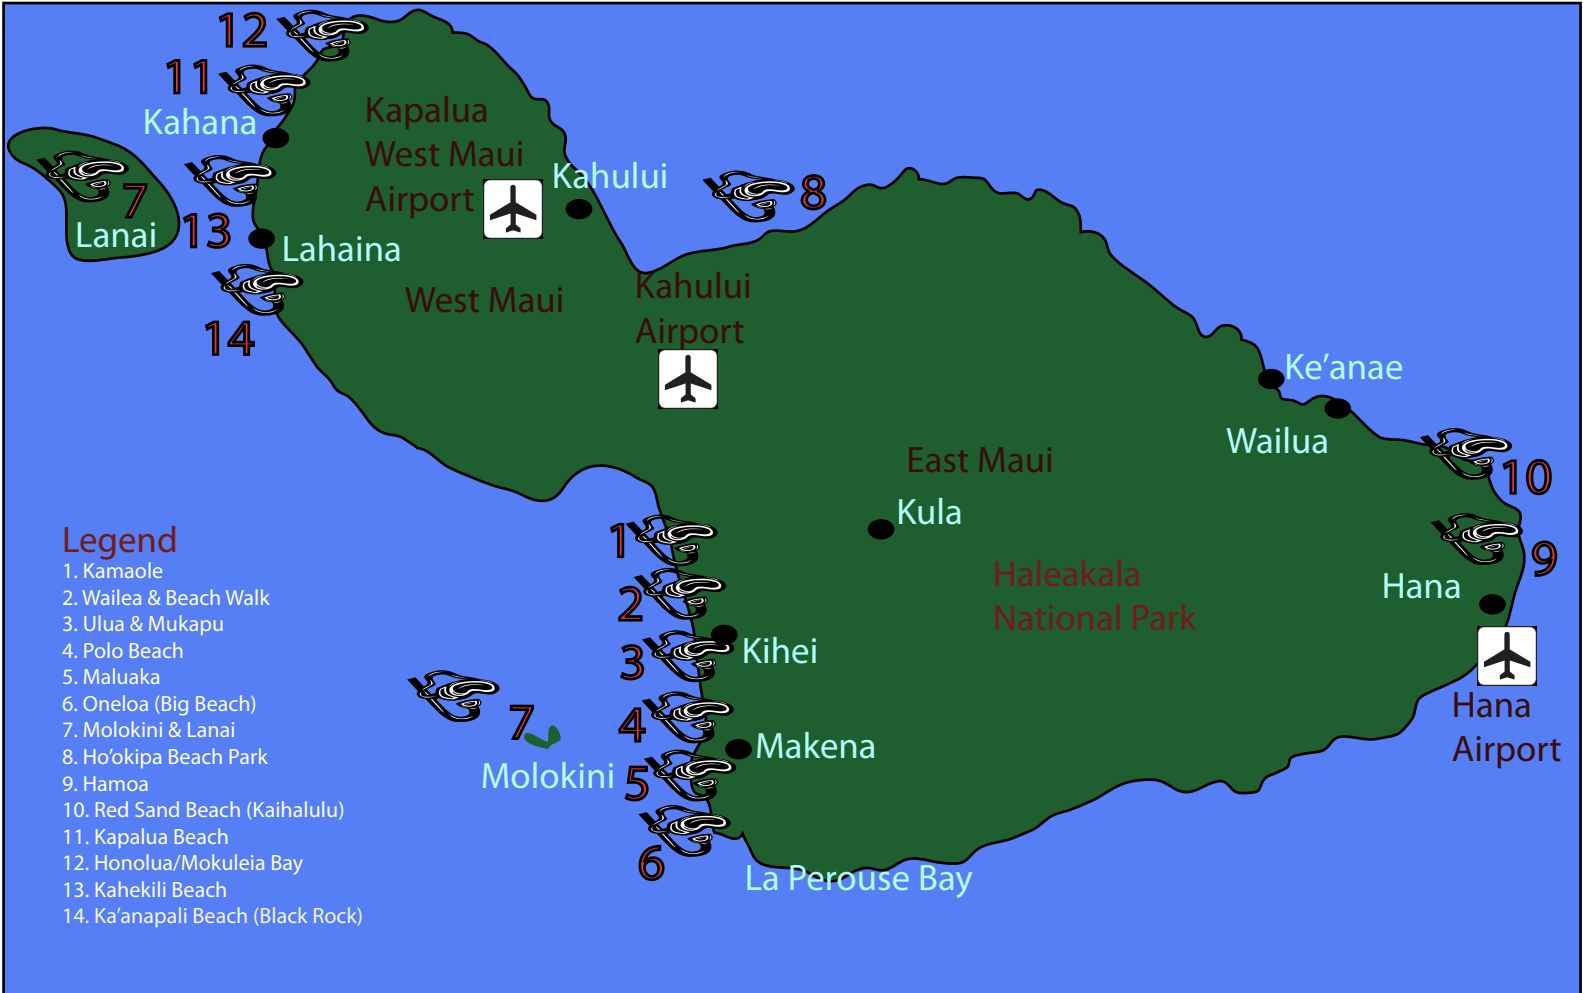 12
11
Kahana
Kapalua
West Maui
Airport
Kahului
8
7
Lanai
13
Lahaina
14
West Maui
Kahului
Airport
Ke’anae
Wailua
10
East Maui
Kula
9
Hana
Haleakala
National Park
1
2
3
Kihei
4
Makena
5
6
7
Molokini
La Perouse Bay
Hana
Airport
Legend
1. Kamaole
2. Wailea & Beach Walk
3. Ulua & Mukapu
4. Polo Beach
5. Maluaka
6. Oneloa (Big Beach)
7. Molokini & Lanai
8. Ho’okipa Beach Park
9. Hamoa
10. Red Sand Beach (Kaihalulu)
11. Kapalua Beach
12. Honolua/Mokuleia Bay
13. Kahekili Beach
14. Ka’anapali Beach (Black Rock)